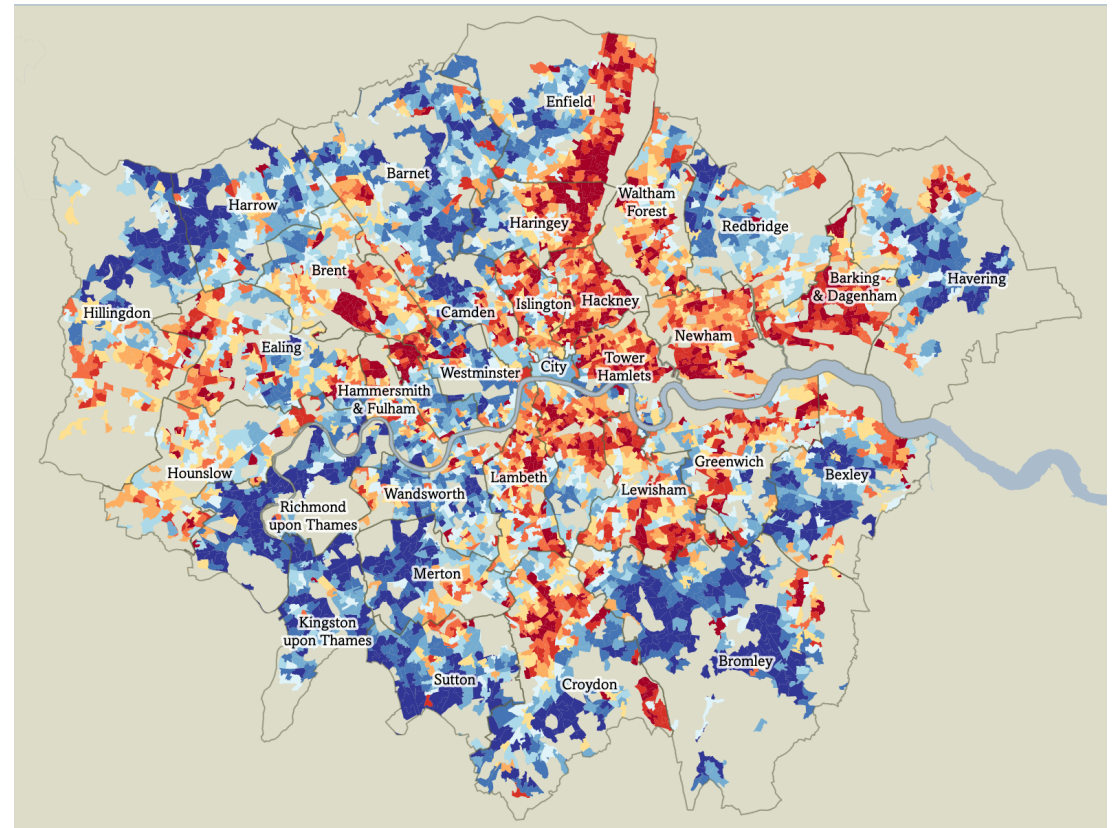 Enfield
Barnet
Harrow
Waltham
Forest
Haringey
Redbridge
Brent
Barking
& Dagenham
Havering
Hillingdon
Camden
Islington
Hackney
Newham
Ealing
Westminster
City
Tower
Hamlets
Hammersmith
& Fulham
Hounslow
Greenwich
Bexley
Lambeth
Lewisham
Wandsworth
Richmond
upon Thames
Merton
Kingston
upon Thames
Bromley
Sutton
Croydon